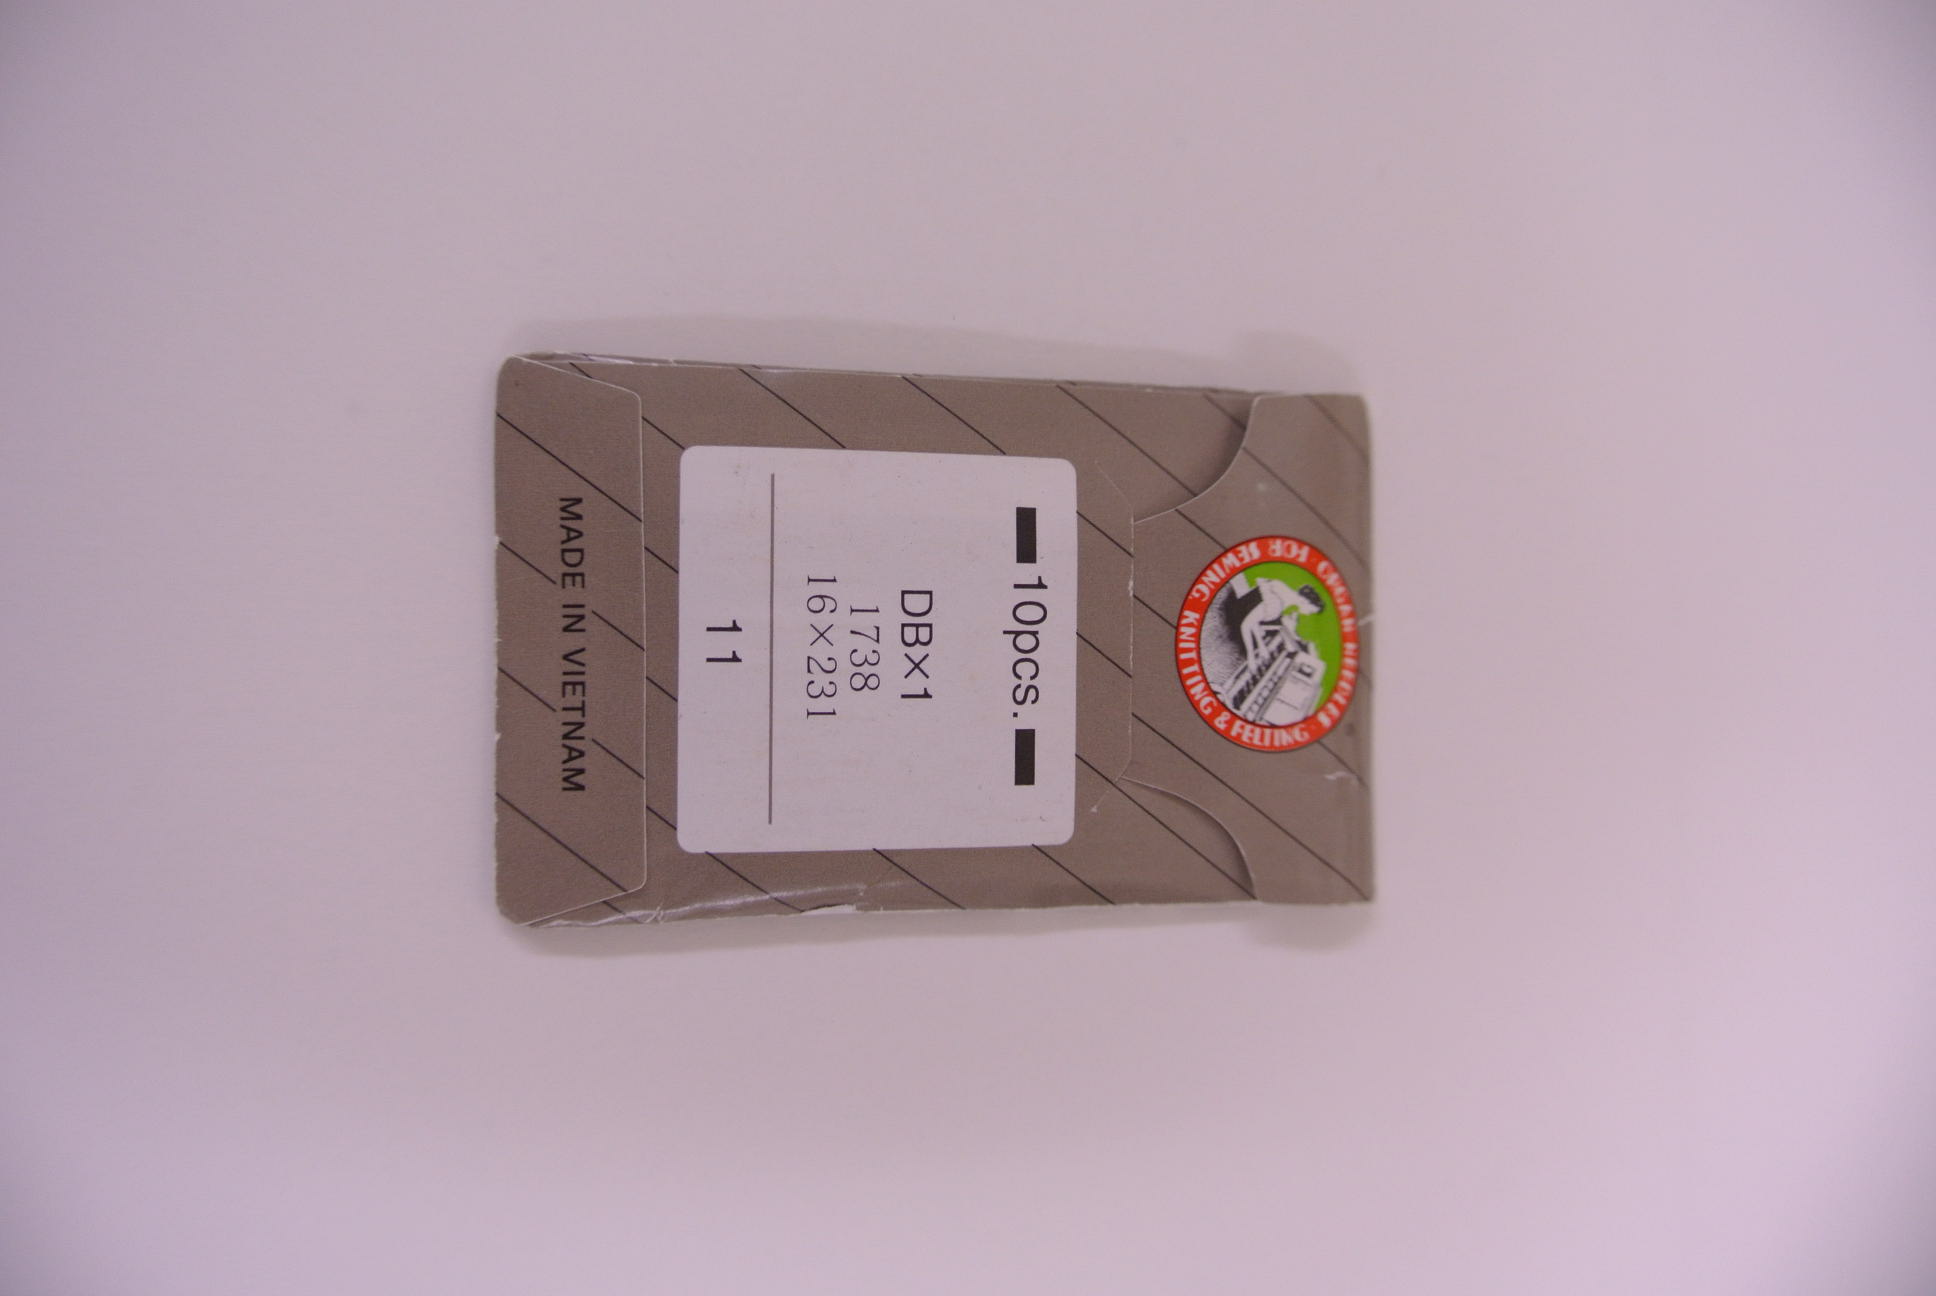 ORGAN NEEDLES · FOR SEWING, KNITTING & FELTING ·
10pcs.
DB×1
1738
16×231
11
MADE IN VIETNAM